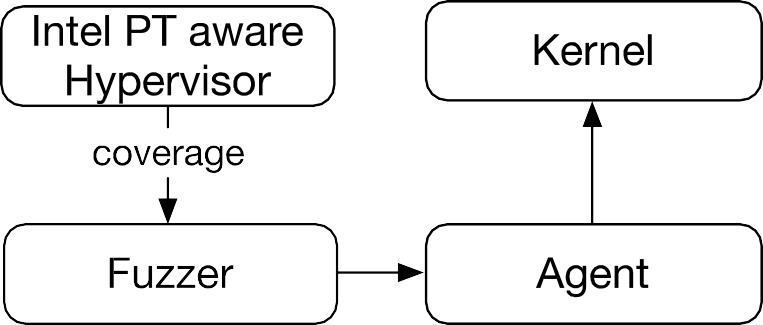 Intel PT aware
Hypervisor
Kernel
coverage
Fuzzer
Agent